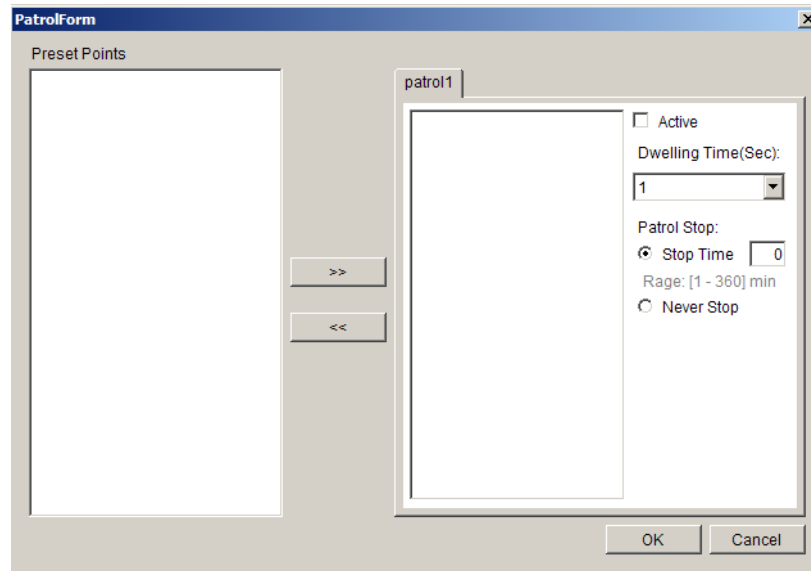 PatrolForm
Preset Points
patrol1
Active
Dwelling Time(Sec):
1
Patrol Stop:
Stop Time 0
Rage: [1 - 360] min
Never Stop
>>
<<
OK Cancel